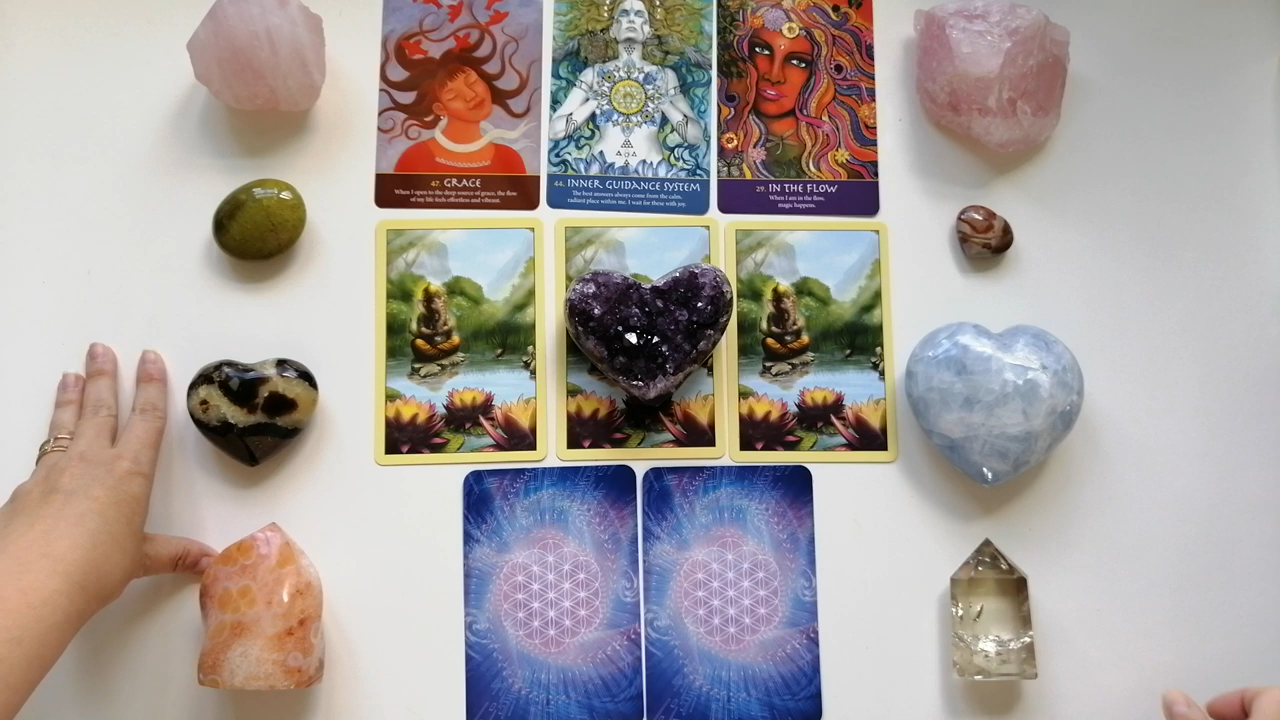 47. GRACE
When I open to the deep source of grace, the flow
of my life feels effortless and vibrant.
44. INNER GUIDANCE SYSTEM
The best answers always come from the calm,
radiant place within me. I wait for these with joy.
29. IN THE FLOW
When I am in the flow,
magic happens.